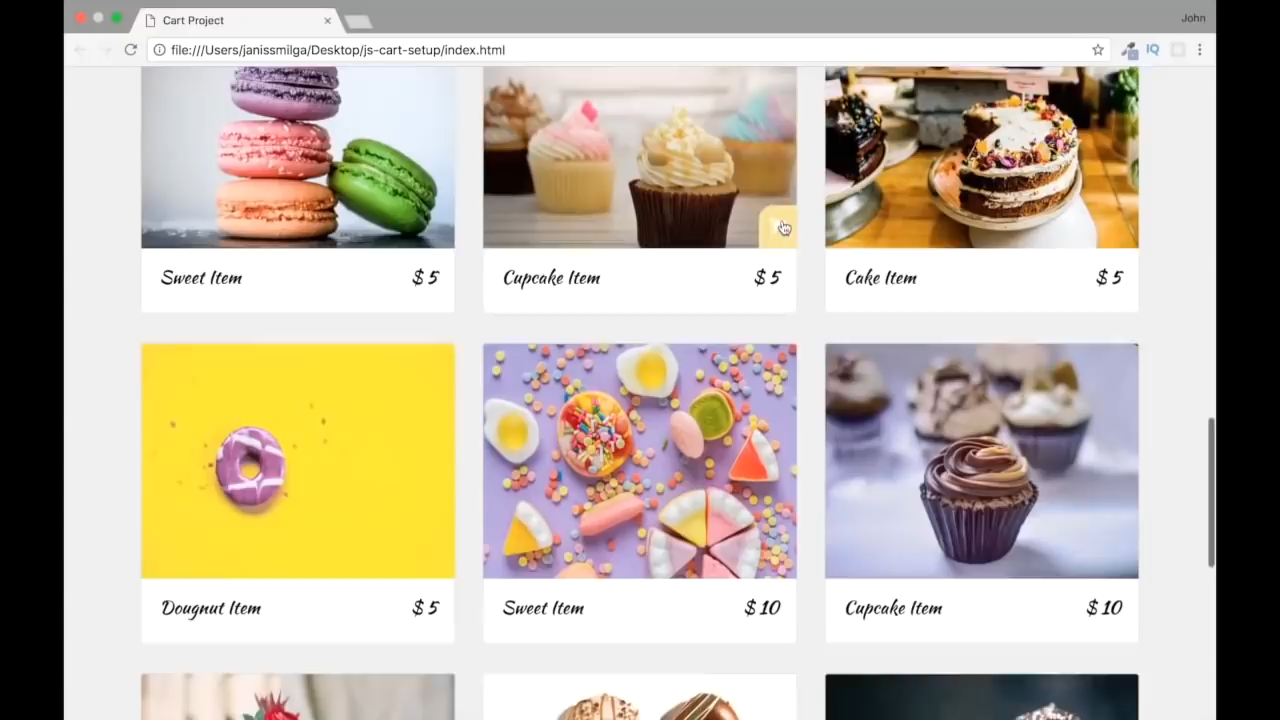 Cart Project
John
file:///Users/janissmilga/Desktop/js-cart-setup/index.html
IQ
Sweet Item $ 5
Cupcake Item $ 5
Cake Item $ 5
Dougnut Item $ 5
Sweet Item $ 10
Cupcake Item $ 10